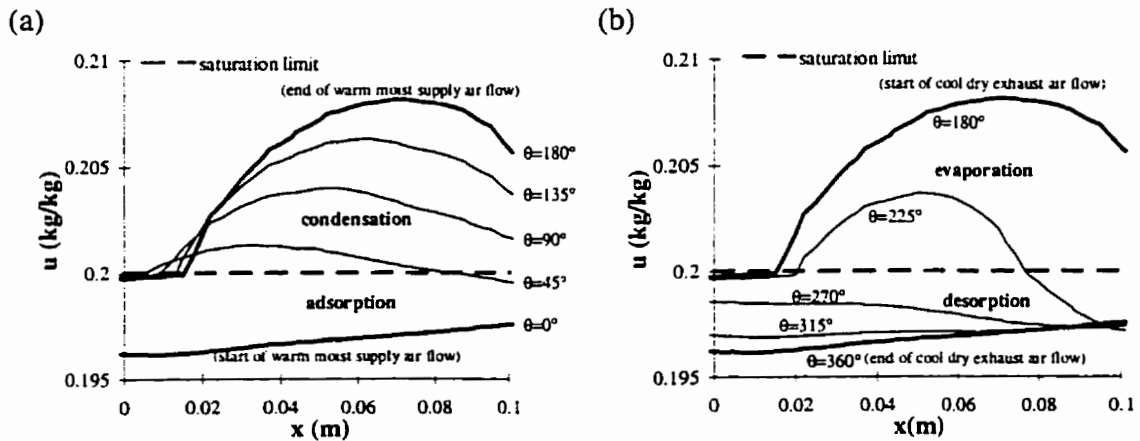 (a)
0.21
saturation limit
(end of warm moist supply air flow)
θ=180°
0.205
θ=135°
condensation
θ=90°
u (kg/kg)
0.2
θ=45°
adsorption
θ=0°
(start of warm moist supply air flow)
0.195
0 0.02 0.04 0.06 0.08 0.1
x (m)
(b)
0.21
saturation limit
(start of cool dry exhaust air flow)
θ=180°
0.205
evaporation
θ=225°
u (kg/kg)
0.2
θ=270°
desorption
θ=315°
θ=360° (end of cool dry exhaust air flow)
0.195
0 0.02 0.04 0.06 0.08 0.1
x(m)